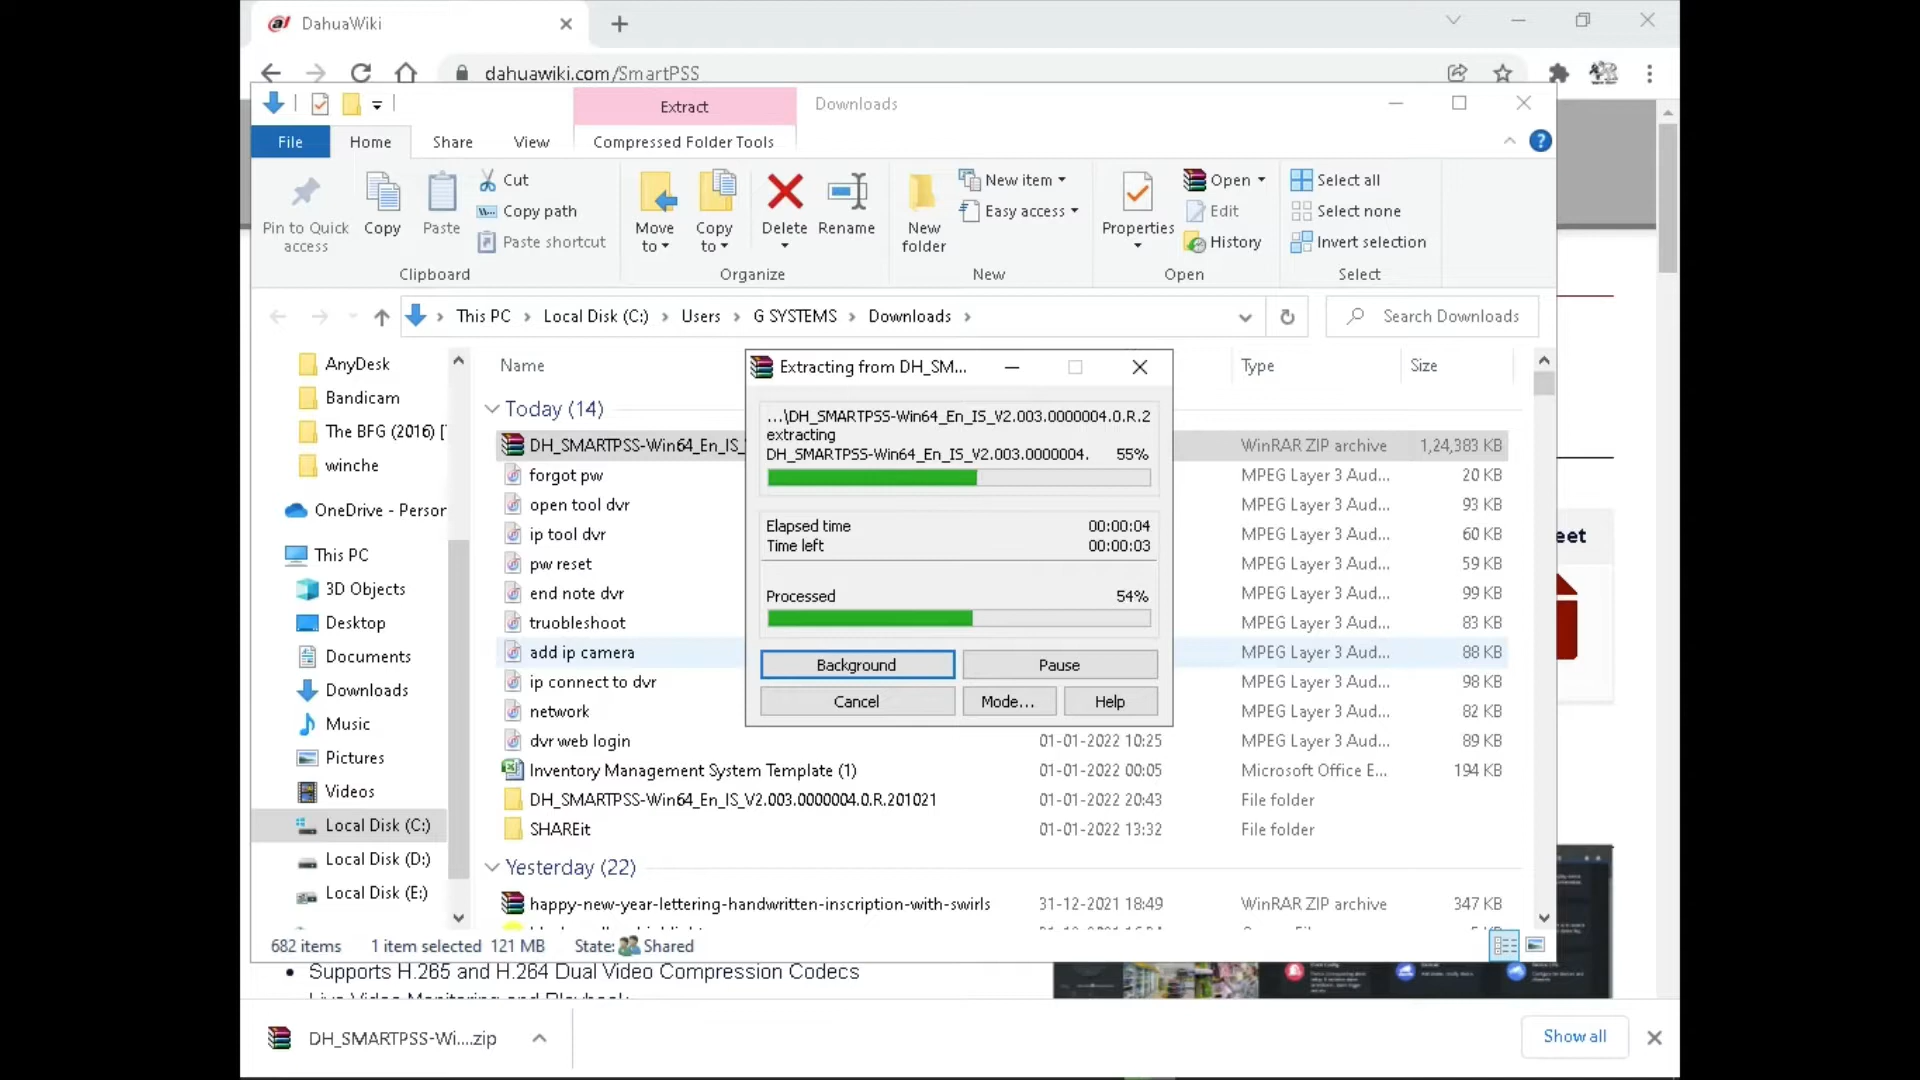 DahuaWiki
dahuawiki.com/SmartPSS
Extract
Downloads
File
Home
Share
View
Compressed Folder Tools
Pin to Quick access
Copy
Paste
Cut
Copy path
Paste shortcut
Clipboard
Move to
Copy to
Delete
Rename
Organize
New folder
New item
Easy access
New
Properties
Open
Edit
History
Open
Select all
Select none
Invert selection
Select
This PC > Local Disk (C:) > Users > G SYSTEMS > Downloads >
Search Downloads
AnyDesk
Bandicam
The BFG (2016) [
winche
OneDrive - Person
This PC
3D Objects
Desktop
Documents
Downloads
Music
Pictures
Videos
Local Disk (C:)
Local Disk (D:)
Local Disk (E:)
Name Type Size
Today (14)
DH_SMARTPSS-Win64_En_IS_ WinRAR ZIP archive 1,24,383 KB
forgot pw MPEG Layer 3 Aud... 20 KB
open tool dvr MPEG Layer 3 Aud... 93 KB
ip tool dvr MPEG Layer 3 Aud... 60 KB
pw reset MPEG Layer 3 Aud... 59 KB
end note dvr MPEG Layer 3 Aud... 99 KB
truobleshoot MPEG Layer 3 Aud... 83 KB
add ip camera MPEG Layer 3 Aud... 88 KB
ip connect to dvr MPEG Layer 3 Aud... 98 KB
network MPEG Layer 3 Aud... 82 KB
dvr web login 01-01-2022 10:25 MPEG Layer 3 Aud... 89 KB
Inventory Management System Template (1) 01-01-2022 00:05 Microsoft Office E... 194 KB
DH_SMARTPSS-Win64_En_IS_V2.003.0000004.0.R.201021 01-01-2022 20:43 File folder
SHAREit 01-01-2022 13:32 File folder
Yesterday (22)
happy-new-year-lettering-handwritten-inscription-with-swirls 31-12-2021 18:49 WinRAR ZIP archive 347 KB
Extracting from DH_SM...
...\DH_SMARTPSS-Win64_En_IS_V2.003.0000004.0.R.2
extracting
DH_SMARTPSS-Win64_En_IS_V2.003.0000004. 55%
Elapsed time 00:00:04
Time left 00:00:03
Processed 54%
Background
Pause
Cancel
Mode...
Help
eet
682 items 1 item selected 121 MB State: Shared
Supports H.265 and H.264 Dual Video Compression Codecs
Live Video Monitoring and Playback
DH_SMARTPSS-Wi....zip
Show all